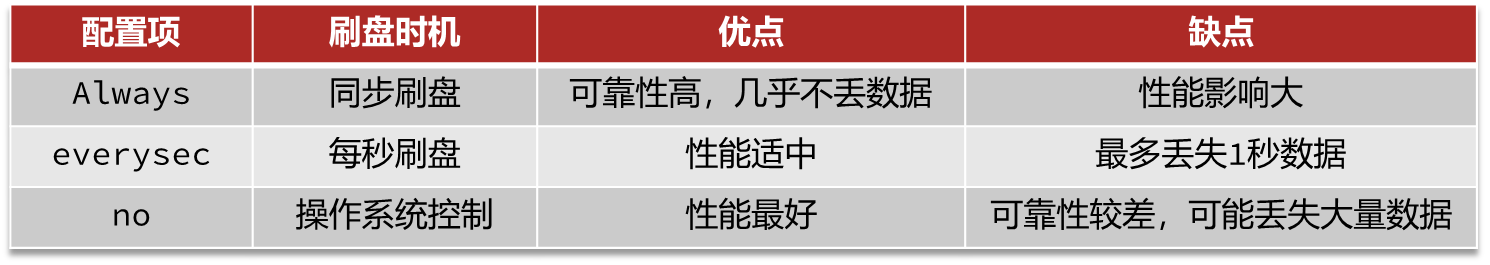 配置项 刷盘时机 优点 缺点
Always 同步刷盘 可靠性高，几乎不丢数据 性能影响大
everysec 每秒刷盘 性能适中 最多丢失1秒数据
no 操作系统控制 性能最好 可靠性较差，可能丢失大量数据